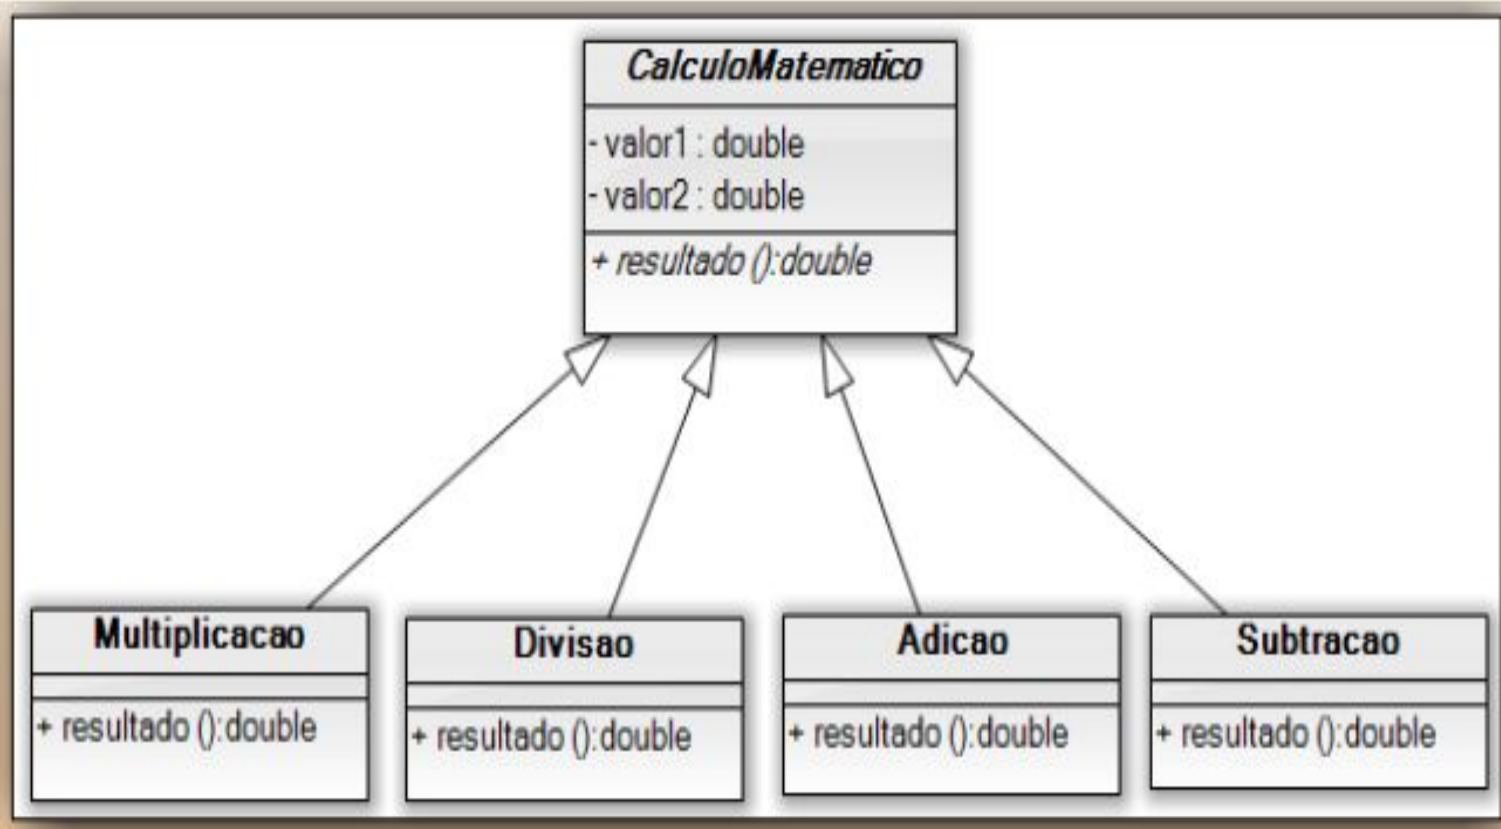 CalculoMatematico
- valor1 : double
- valor2 : double
+ resultado ():double
Multiplicacao
+ resultado ():double
Divisao
+ resultado ():double
Adicao
+ resultado ():double
Subtracao
+ resultado ():double